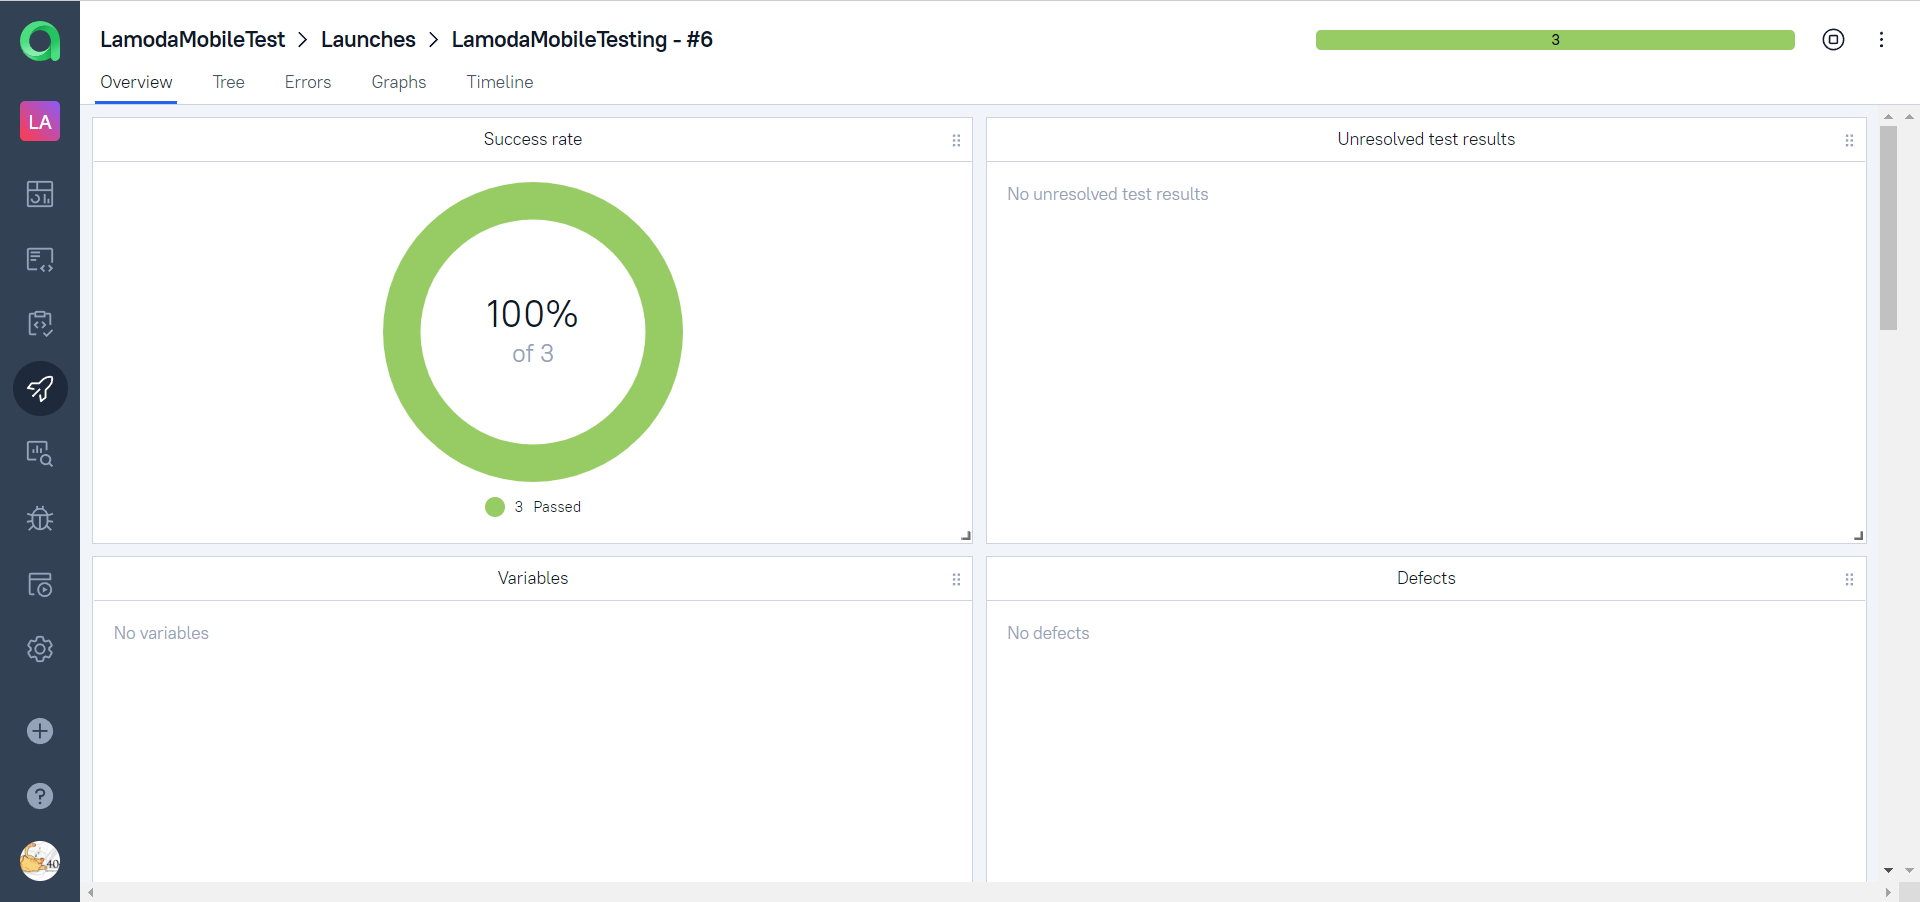 LamodaMobileTest > Launches > LamodaMobileTesting - #6
3
Overview Tree Errors Graphs Timeline
LA
Success rate
100%
of 3
3 Passed
Unresolved test results
No unresolved test results
Variables
No variables
Defects
No defects
?
40